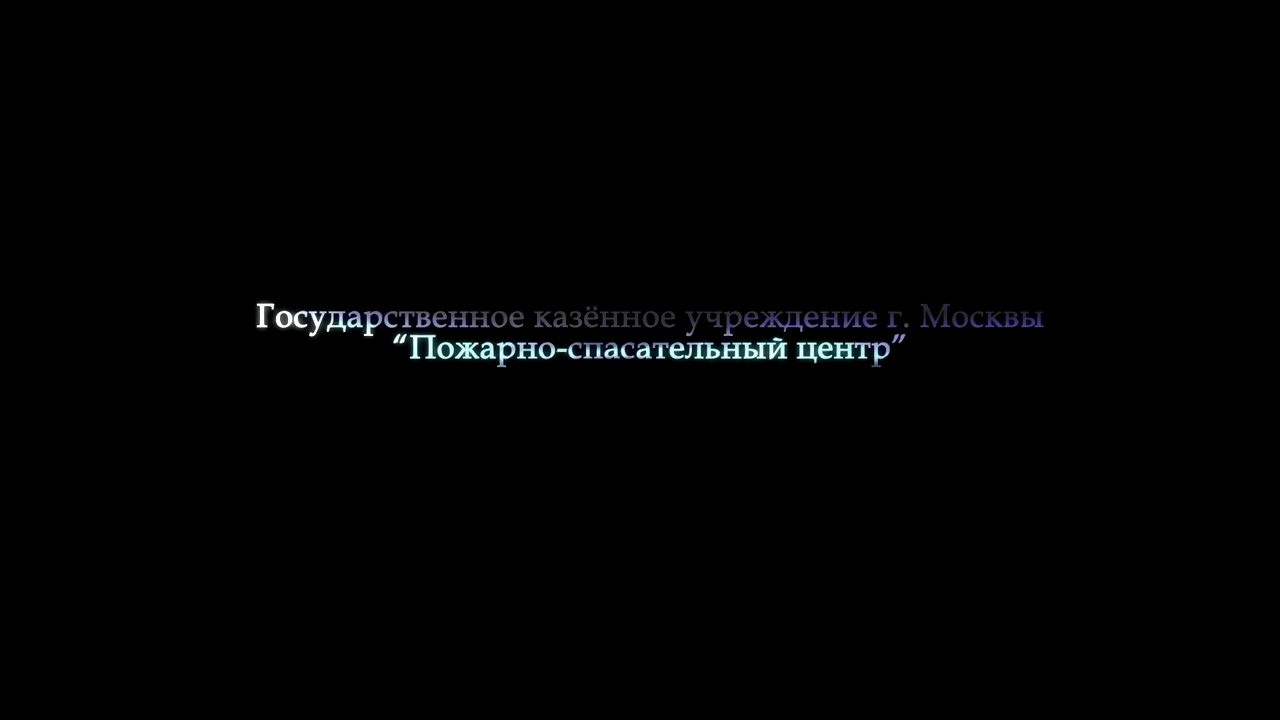 Государственное казённое учреждение г. Москвы
“Пожарно-спасательный центр”